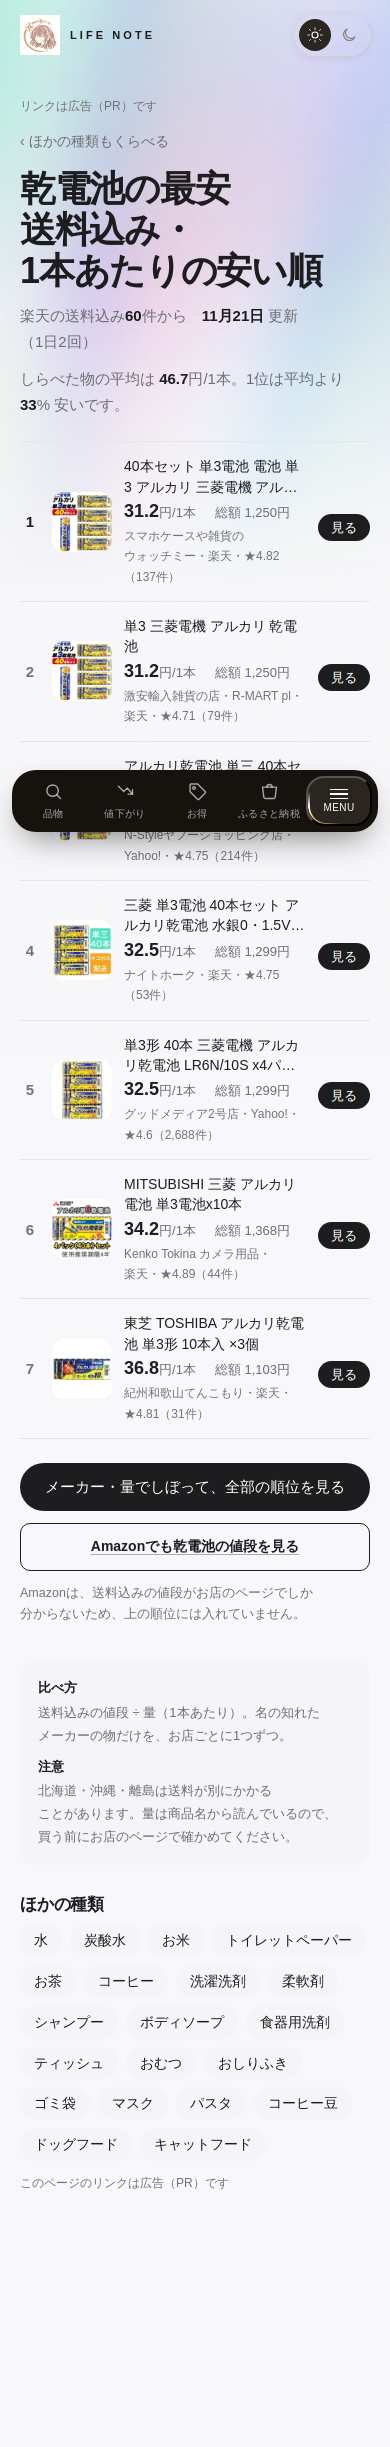 LIFE NOTE
リンクは広告（PR）です
‹ ほかの種類もくらべる
乾電池の最安
送料込み・
1本あたりの安い順
楽天の送料込み60件から 11月21日 更新
（1日2回）
しらべた物の平均は 46.7円/1本。1位は平均より
33% 安いです。
1
40本セット 単3電池 電池 単
3 アルカリ 三菱電機 アル…
31.2円/1本 総額 1,250円
スマホケースや雑貨の
ウォッチミー・楽天・★4.82
（137件）
見る
2
単3 三菱電機 アルカリ 乾電
池
31.2円/1本 総額 1,250円
激安輸入雑貨の店・R-MART pl・
楽天・★4.71（79件）
見る
アルカリ乾電池 単三 40本セ
N-Styleヤフーショッピング店・
Yahoo!・★4.75（214件）
品物
値下がり
お得
ふるさと納税
MENU
4
三菱 単3電池 40本セット ア
ルカリ乾電池 水銀0・1.5V…
32.5円/1本 総額 1,299円
ナイトホーク・楽天・★4.75
（53件）
見る
5
単3形 40本 三菱電機 アルカ
リ乾電池 LR6N/10S x4パ…
32.5円/1本 総額 1,299円
グッドメディア2号店・Yahoo!・
★4.6（2,688件）
見る
6
MITSUBISHI 三菱 アルカリ
電池 単3電池x10本
34.2円/1本 総額 1,368円
Kenko Tokina カメラ用品・
楽天・★4.89（44件）
見る
7
東芝 TOSHIBA アルカリ乾電
池 単3形 10本入 ×3個
36.8円/1本 総額 1,103円
紀州和歌山てんこもり・楽天・
★4.81（31件）
見る
メーカー・量でしぼって、全部の順位を見る
Amazonでも乾電池の値段を見る
Amazonは、送料込みの値段がお店のページでしか
分からないため、上の順位には入れていません。
比べ方
送料込みの値段 ÷ 量（1本あたり）。名の知れた
メーカーの物だけを、お店ごとに1つずつ。
注意
北海道・沖縄・離島は送料が別にかかる
ことがあります。量は商品名から読んでいるので、
買う前にお店のページで確かめてください。
ほかの種類
水 炭酸水 お米 トイレットペーパー
お茶 コーヒー 洗濯洗剤 柔軟剤
シャンプー ボディソープ 食器用洗剤
ティッシュ おむつ おしりふき
ゴミ袋 マスク パスタ コーヒー豆
ドッグフード キャットフード
このページのリンクは広告（PR）です